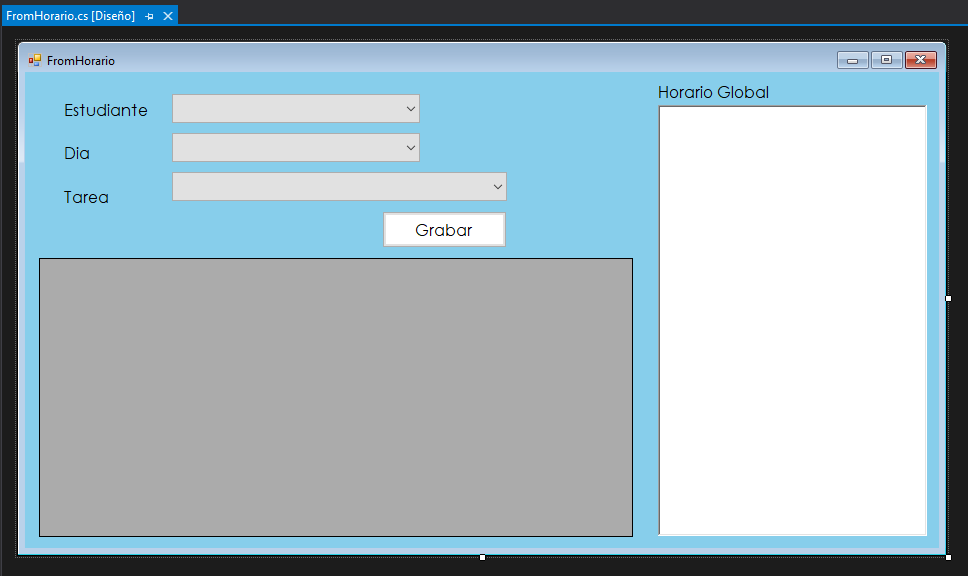 FromHorario.cs [Diseño]
FromHorario
Estudiante
Dia
Tarea
Grabar
Horario Global